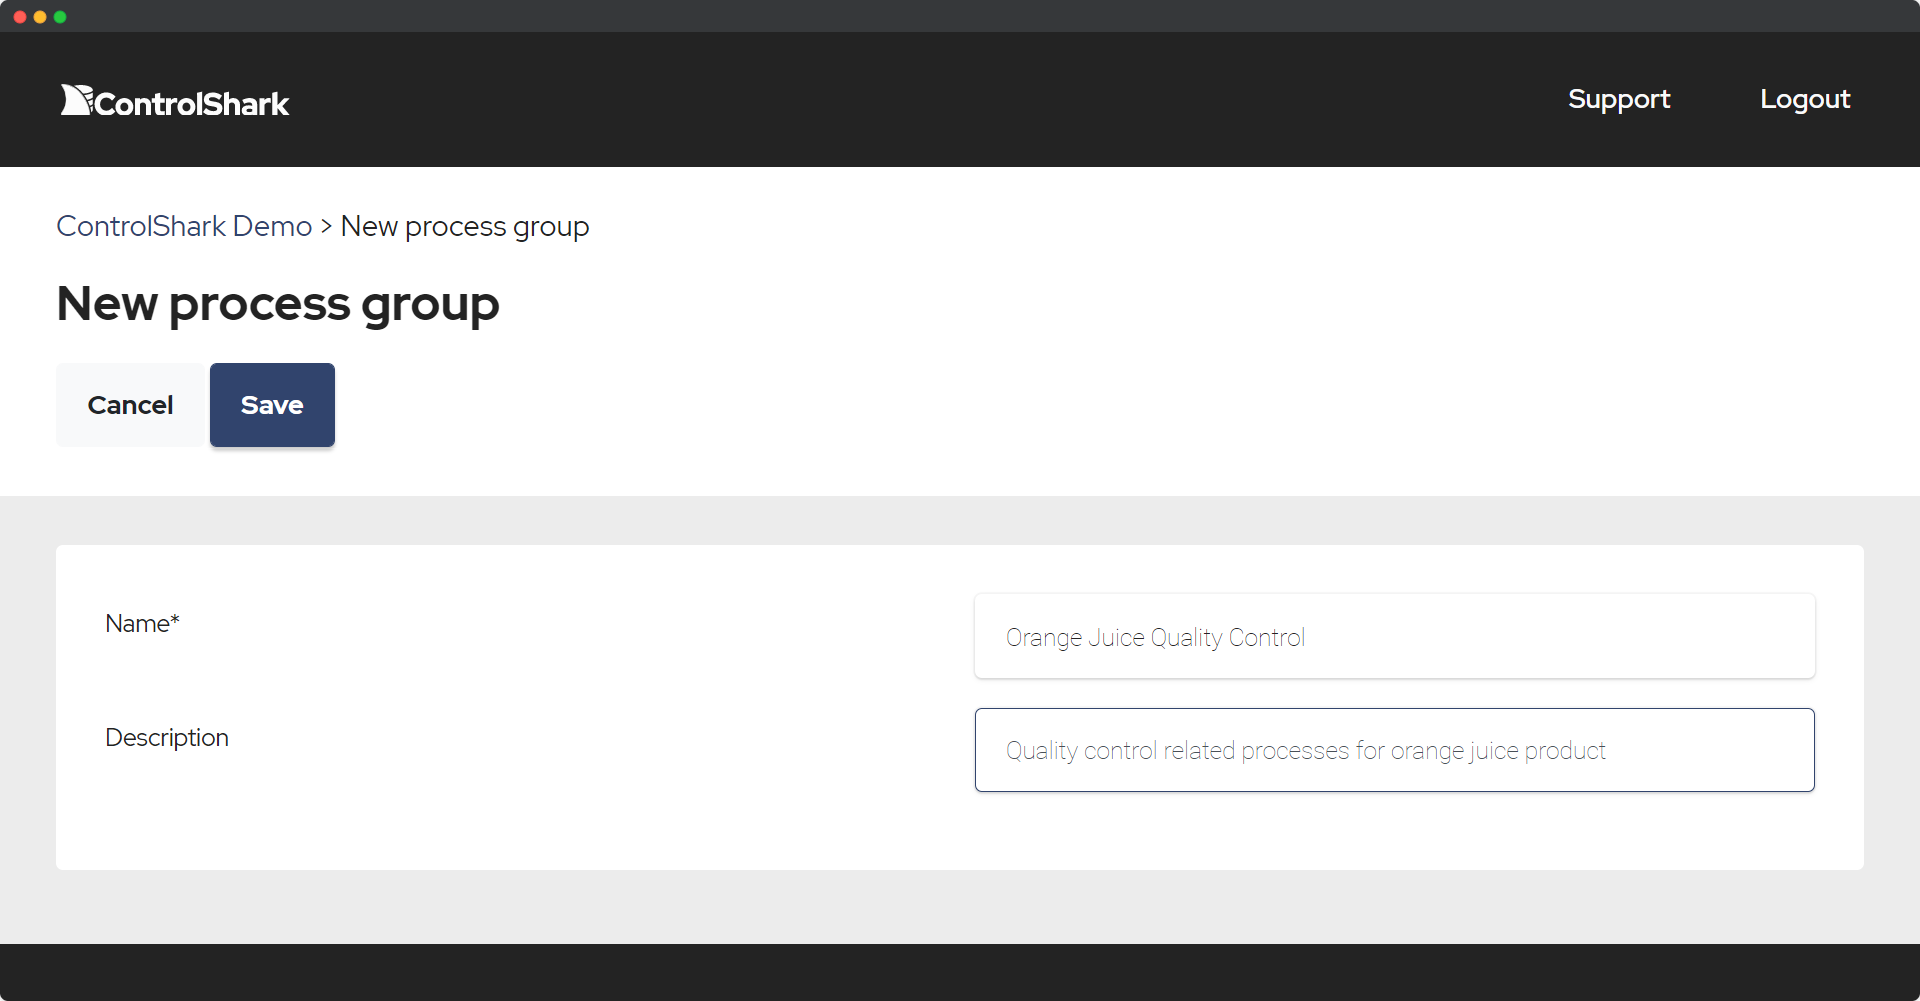 ControlShark
Support
Logout
ControlShark Demo > New process group
New process group
Cancel
Save
Name*
Orange Juice Quality Control
Description
Quality control related processes for orange juice product